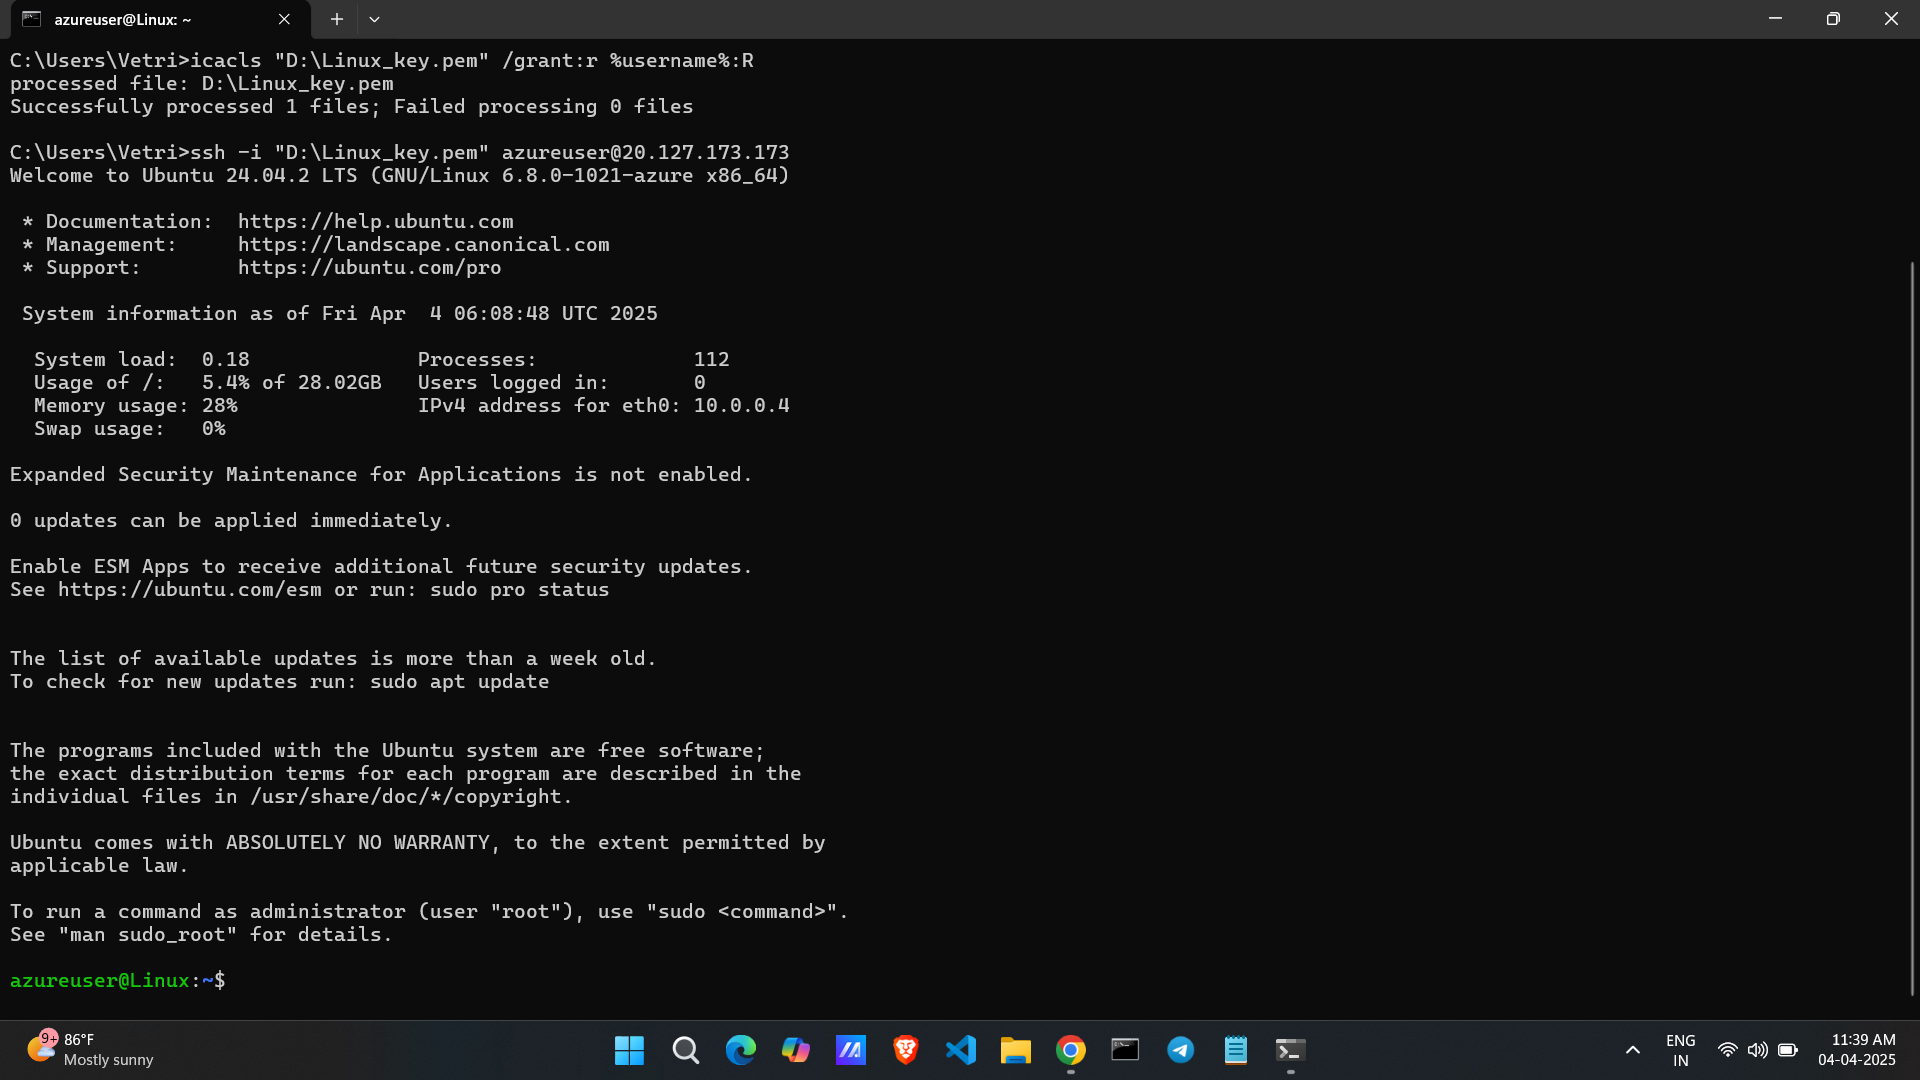 azureuser@Linux: ~
C:\Users\Vetri>icacls "D:\Linux_key.pem" /grant:r %username%:R
processed file: D:\Linux_key.pem
Successfully processed 1 files; Failed processing 0 files
C:\Users\Vetri>ssh -i "D:\Linux_key.pem" azureuser@20.127.173.173
Welcome to Ubuntu 24.04.2 LTS (GNU/Linux 6.8.0-1021-azure x86_64)
* Documentation:  https://help.ubuntu.com
* Management:     https://landscape.canonical.com
* Support:        https://ubuntu.com/pro
System information as of Fri Apr  4 06:08:48 UTC 2025
System load:  0.18              Processes:             112
Usage of /:   5.4% of 28.02GB   Users logged in:       0
Memory usage: 28%               IPv4 address for eth0: 10.0.0.4
Swap usage:   0%
Expanded Security Maintenance for Applications is not enabled.
0 updates can be applied immediately.
Enable ESM Apps to receive additional future security updates.
See https://ubuntu.com/esm or run: sudo pro status
The list of available updates is more than a week old.
To check for new updates run: sudo apt update
The programs included with the Ubuntu system are free software;
the exact distribution terms for each program are described in the
individual files in /usr/share/doc/*/copyright.
Ubuntu comes with ABSOLUTELY NO WARRANTY, to the extent permitted by
applicable law.
To run a command as administrator (user "root"), use "sudo <command>".
See "man sudo_root" for details.
azureuser@Linux:~$
9+
86°F
Mostly sunny
ENG
IN
11:39 AM
04-04-2025